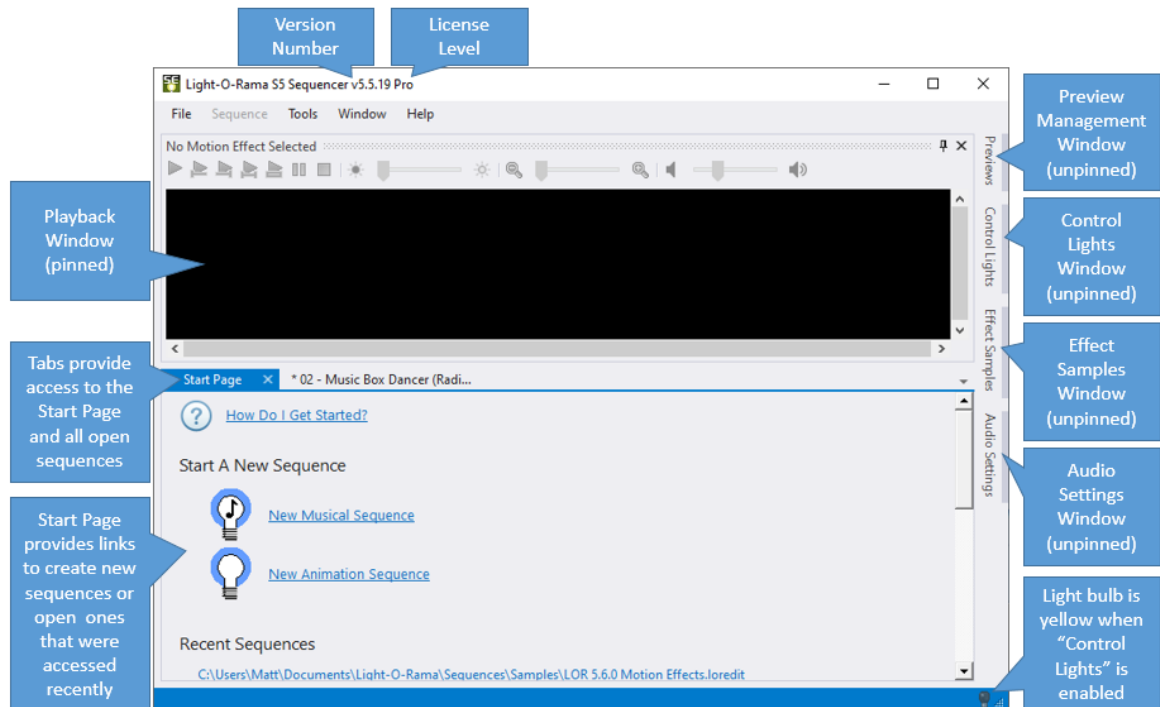 Version
Number
License
Level
Light-O-Rama S5 Sequencer v5.5.19 Pro
File Sequence Tools Window Help
No Motion Effect Selected
Previews
Control Lights
Effect Samples
Audio Settings
Preview
Management
Window
(unpinned)
Control
Lights
Window
(unpinned)
Effect
Samples
Window
(unpinned)
Audio
Settings
Window
(unpinned)
Light bulb is
yellow when
“Control
Lights” is
enabled
Playback
Window
(pinned)
Tabs provide
access to the
Start Page
and all open
sequences
Start Page
provides links
to create new
sequences or
open ones
that were
accessed
recently
Start Page * 02 - Music Box Dancer (Radi...
How Do I Get Started?
Start A New Sequence
New Musical Sequence
New Animation Sequence
Recent Sequences
C:\Users\Matt\Documents\Light-O-Rama\Sequences\Samples\LOR 5.6.0 Motion Effects.loredit